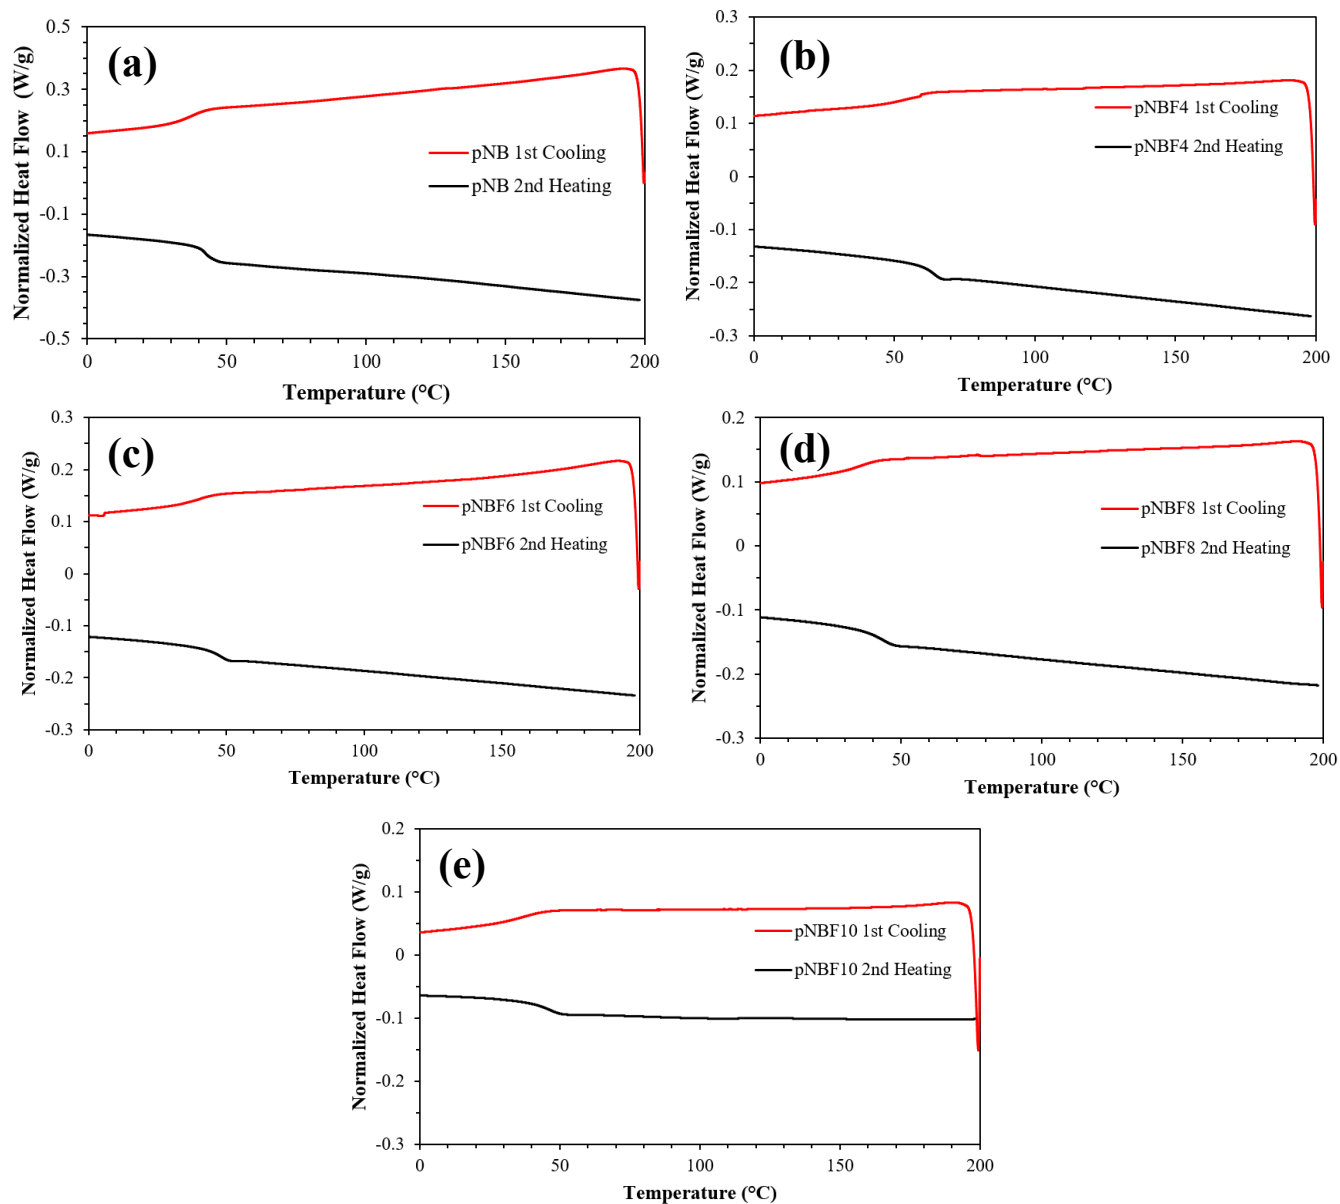 (a)
Normalized Heat Flow (W/g)
0.5
0.3
0.1
-0.1
-0.3
-0.5
pNB 1st Cooling
pNB 2nd Heating
0 50 100 150 200
Temperature (°C)
(b)
Normalized Heat Flow (W/g)
0.3
0.2
0.1
0
-0.1
-0.2
-0.3
pNBF4 1st Cooling
pNBF4 2nd Heating
0 50 100 150 200
Temperature (°C)
(c)
Normalized Heat Flow (W/g)
0.3
0.2
0.1
0
-0.1
-0.2
-0.3
pNBF6 1st Cooling
pNBF6 2nd Heating
0 50 100 150 200
Temperature (°C)
(d)
Normalized Heat Flow (W/g)
0.2
0.1
0
-0.1
-0.2
-0.3
pNBF8 1st Cooling
pNBF8 2nd Heating
0 50 100 150 200
Temperature (°C)
(e)
Normalized Heat Flow (W/g)
0.2
0.1
0
-0.1
-0.2
-0.3
pNBF10 1st Cooling
pNBF10 2nd Heating
0 50 100 150 200
Temperature (°C)